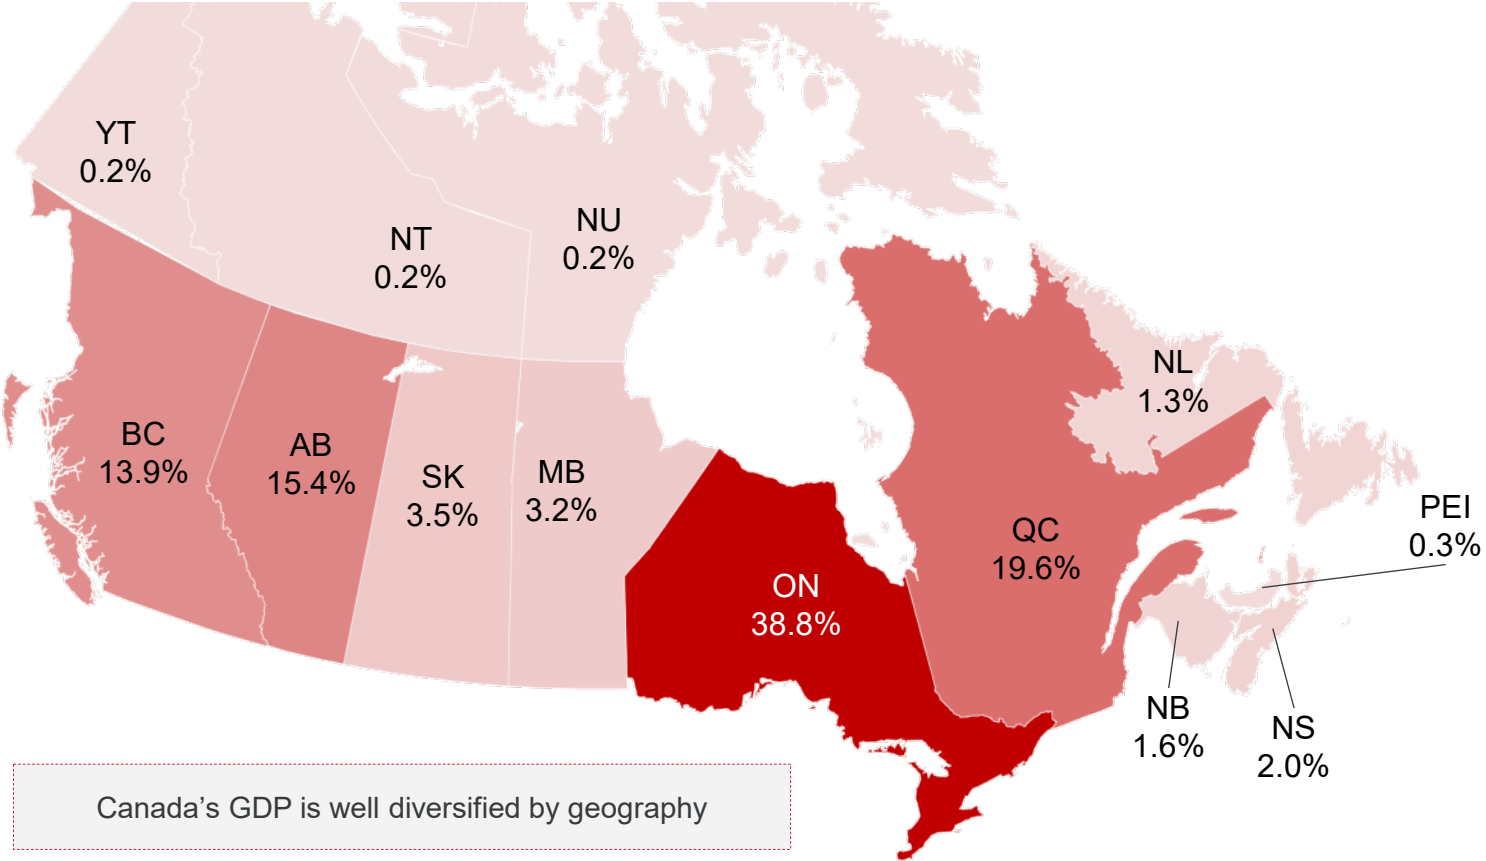 YT
0.2%
NT
0.2%
NU
0.2%
BC
13.9%
AB
15.4%
SK
3.5%
MB
3.2%
ON
38.8%
QC
19.6%
NL
1.3%
PEI
0.3%
NB
1.6%
NS
2.0%
Canada’s GDP is well diversified by geography